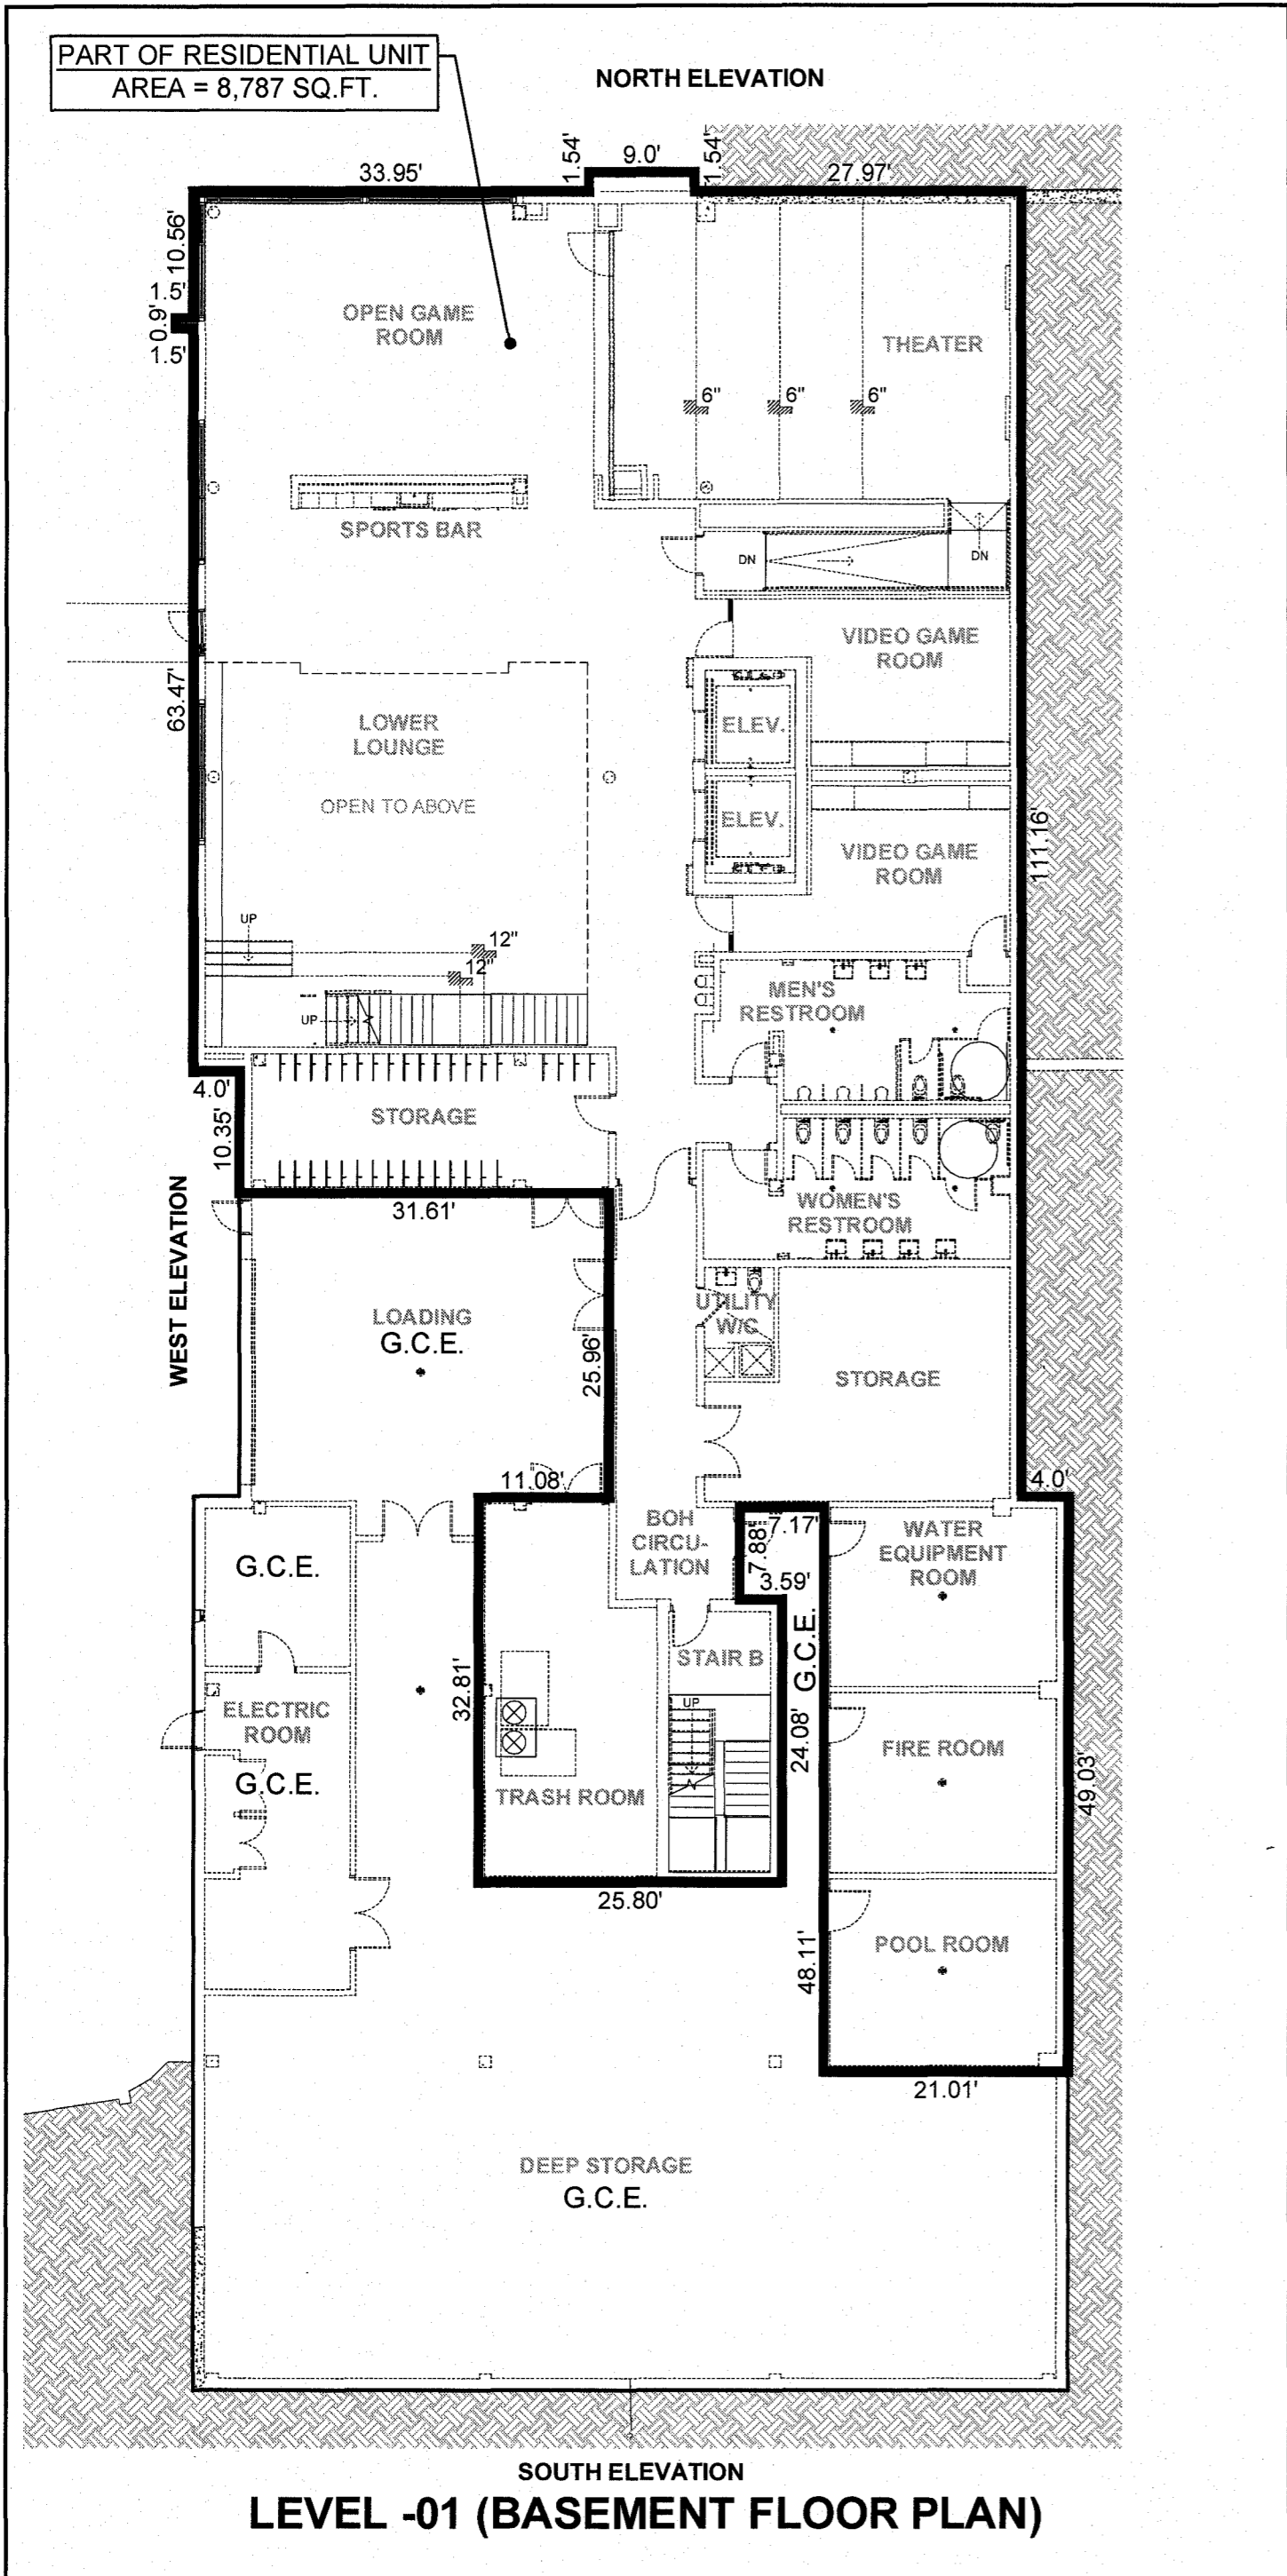 PART OF RESIDENTIAL UNIT
AREA = 8,787 SQ.FT.
NORTH ELEVATION
33.95'
1.54'
9.0'
1.54'
27.97'
10.56'
1.5'
0.9'
1.5'
OPEN GAME
ROOM
THEATER
6"
6"
6"
SPORTS BAR
DN
DN
VIDEO GAME
ROOM
63.47'
LOWER
LOUNGE
OPEN TO ABOVE
ELEV.
ELEV.
111.16'
VIDEO GAME
ROOM
UP
12"
12"
UP
MEN'S
RESTROOM
4.0'
10.35'
STORAGE
WEST ELEVATION
31.61'
WOMEN'S
RESTROOM
LOADING
G.C.E.
25.96'
UTILITY
W/C
STORAGE
11.08'
4.0'
BOH
CIRCU-
LATION
7.17'
7.88'
3.59'
WATER
EQUIPMENT
ROOM
G.C.E.
G.C.E.
STAIR B
UP
32.81'
24.08'
ELECTRIC
ROOM
G.C.E.
FIRE ROOM
49.03'
TRASH ROOM
25.80'
48.11'
POOL ROOM
21.01'
DEEP STORAGE
G.C.E.
SOUTH ELEVATION
LEVEL -01 (BASEMENT FLOOR PLAN)